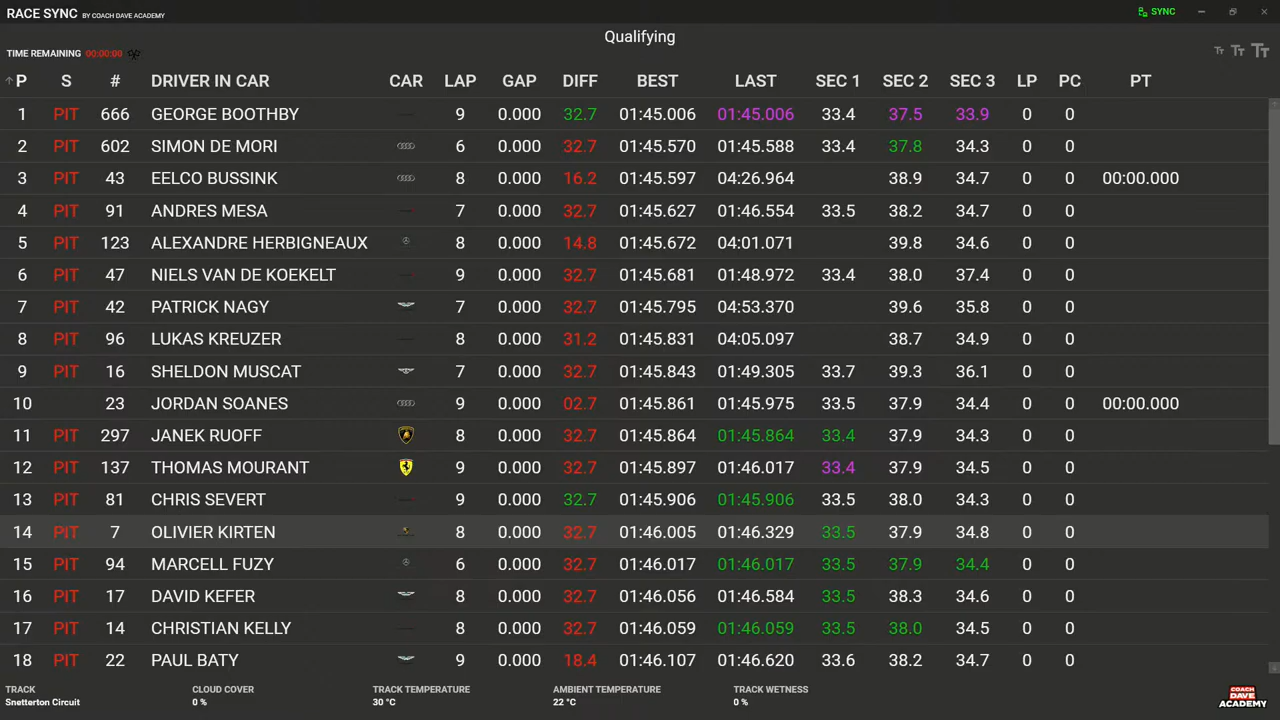 RACE SYNC BY COACH DAVE ACADEMY SYNC
Qualifying
TIME REMAINING 00:00:00
TT TT TT
P S # DRIVER IN CAR CAR LAP GAP DIFF BEST LAST SEC 1 SEC 2 SEC 3 LP PC PT
1 PIT 666 GEORGE BOOTHBY 9 0.000 32.7 01:45.006 01:45.006 33.4 37.5 33.9 0 0
2 PIT 602 SIMON DE MORI 6 0.000 32.7 01:45.570 01:45.588 33.4 37.8 34.3 0 0
3 PIT 43 EELCO BUSSINK 8 0.000 16.2 01:45.597 04:26.964 38.9 34.7 0 0 00:00.000
4 PIT 91 ANDRES MESA 7 0.000 32.7 01:45.627 01:46.554 33.5 38.2 34.7 0 0
5 PIT 123 ALEXANDRE HERBIGNEAUX 8 0.000 14.8 01:45.672 04:01.071 39.8 34.6 0 0
6 PIT 47 NIELS VAN DE KOEKELT 9 0.000 32.7 01:45.681 01:48.972 33.4 38.0 37.4 0 0
7 PIT 42 PATRICK NAGY 7 0.000 32.7 01:45.795 04:53.370 39.6 35.8 0 0
8 PIT 96 LUKAS KREUZER 8 0.000 31.2 01:45.831 04:05.097 38.7 34.9 0 0
9 PIT 16 SHELDON MUSCAT 7 0.000 32.7 01:45.843 01:49.305 33.7 39.3 36.1 0 0
10 23 JORDAN SOANES 9 0.000 02.7 01:45.861 01:45.975 33.5 37.9 34.4 0 0 00:00.000
11 PIT 297 JANEK RUOFF 8 0.000 32.7 01:45.864 01:45.864 33.4 37.9 34.3 0 0
12 PIT 137 THOMAS MOURANT 9 0.000 32.7 01:45.897 01:46.017 33.4 37.9 34.5 0 0
13 PIT 81 CHRIS SEVERT 9 0.000 32.7 01:45.906 01:45.906 33.5 38.0 34.3 0 0
14 PIT 7 OLIVIER KIRTEN 8 0.000 32.7 01:46.005 01:46.329 33.5 37.9 34.8 0 0
15 PIT 94 MARCELL FUZY 6 0.000 32.7 01:46.017 01:46.017 33.5 37.9 34.4 0 0
16 PIT 17 DAVID KEFER 8 0.000 32.7 01:46.056 01:46.584 33.5 38.3 34.6 0 0
17 PIT 14 CHRISTIAN KELLY 8 0.000 32.7 01:46.059 01:46.059 33.5 38.0 34.5 0 0
18 PIT 22 PAUL BATY 9 0.000 18.4 01:46.107 01:46.620 33.6 38.2 34.7 0 0
TRACK CLOUD COVER TRACK TEMPERATURE AMBIENT TEMPERATURE TRACK WETNESS
Snetterton Circuit 0 % 30 °C 22 °C 0 %
COACH
DAVE
ACADEMY